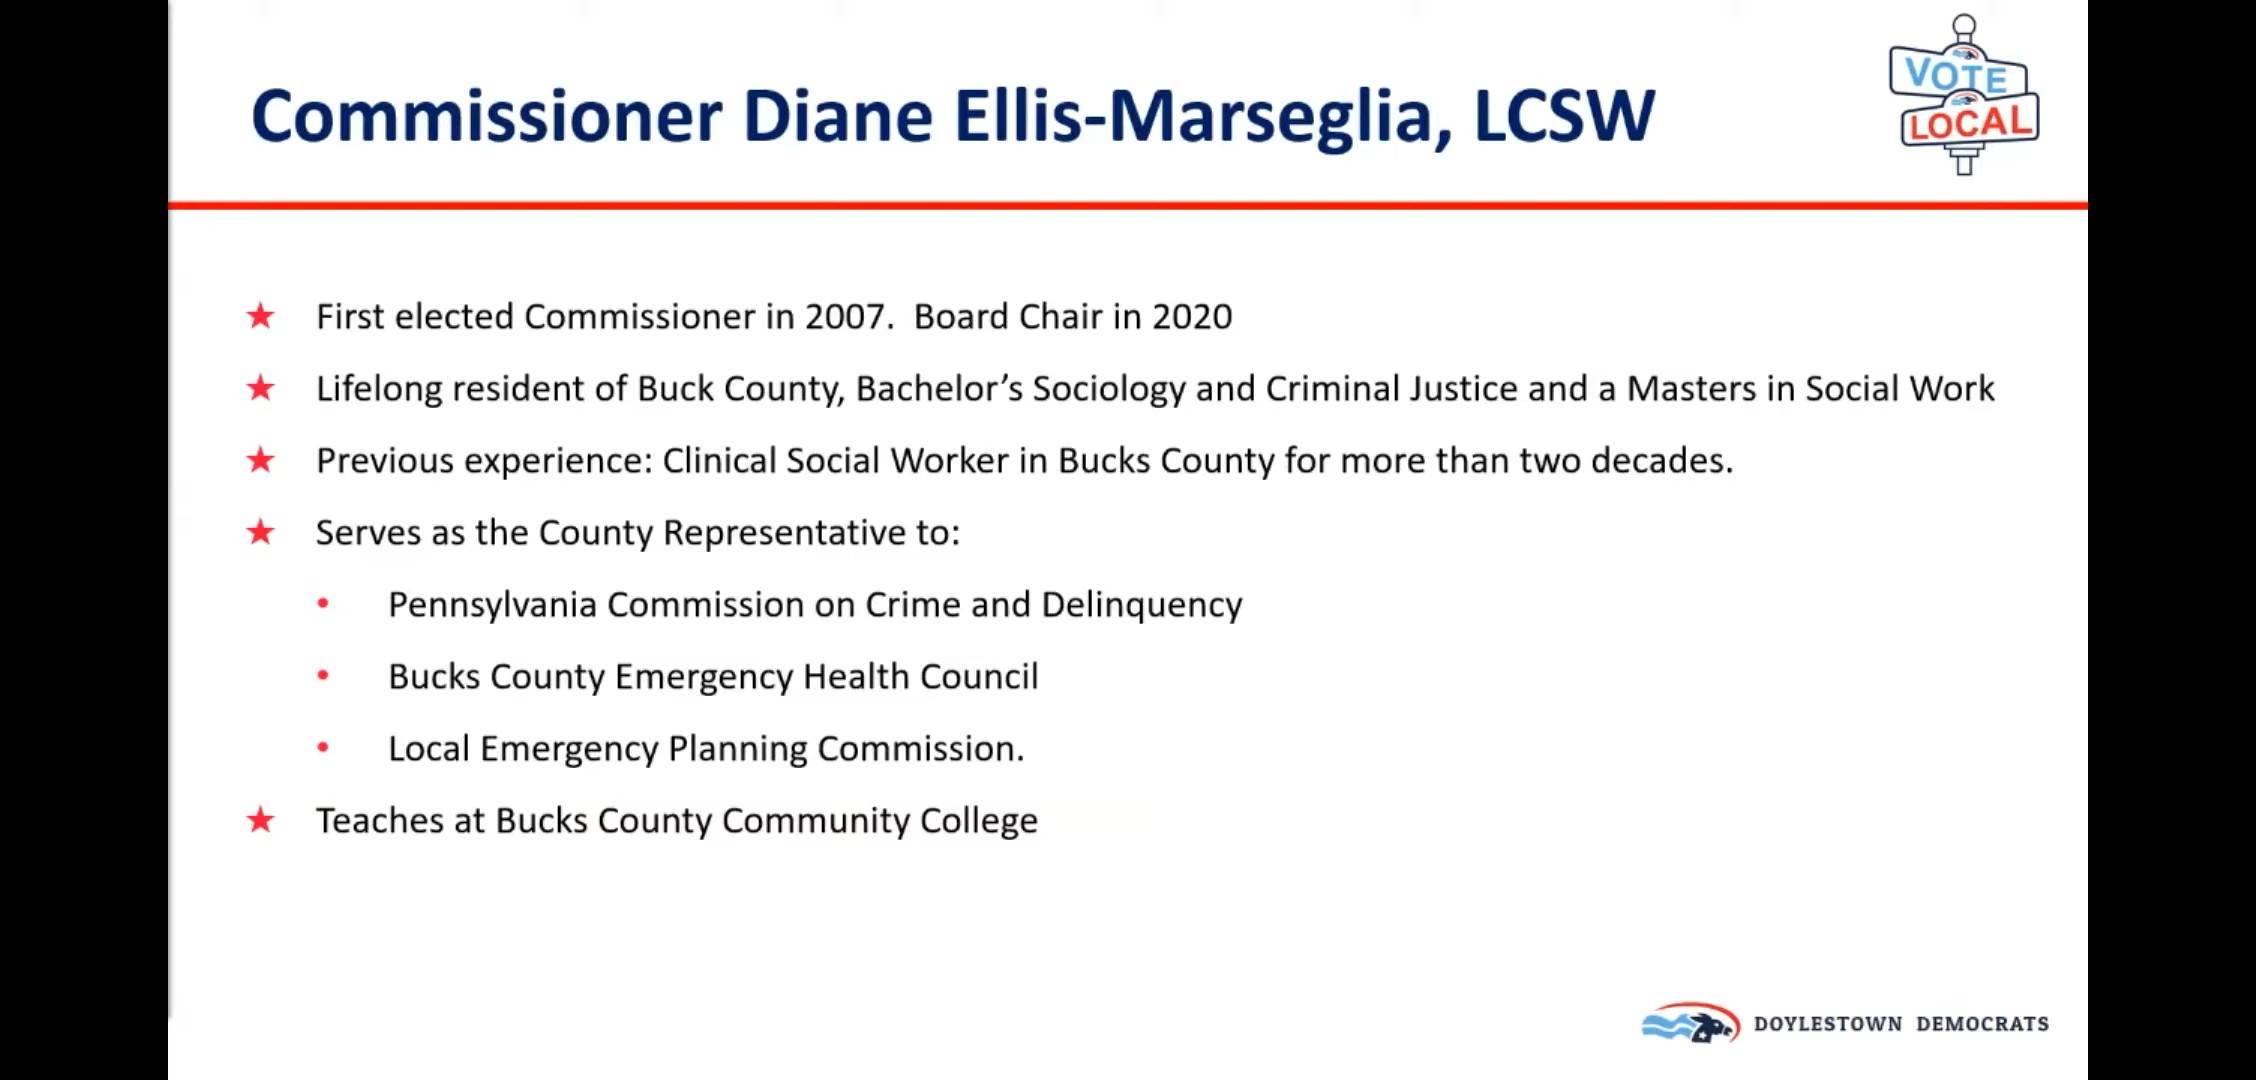 Commissioner Diane Ellis-Marseglia, LCSW
VOTE
LOCAL
First elected Commissioner in 2007.  Board Chair in 2020
Lifelong resident of Buck County, Bachelor’s Sociology and Criminal Justice and a Masters in Social Work
Previous experience: Clinical Social Worker in Bucks County for more than two decades.
Serves as the County Representative to:
Pennsylvania Commission on Crime and Delinquency
Bucks County Emergency Health Council
Local Emergency Planning Commission.
Teaches at Bucks County Community College
DOYLESTOWN DEMOCRATS